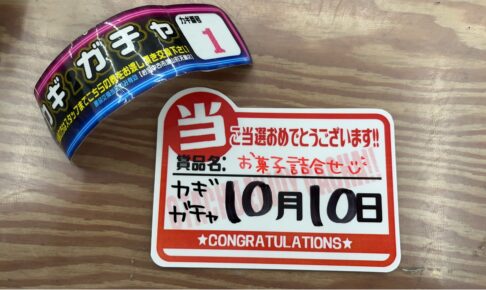 カギ番号
1
カギガチャ
当
ご当選おめでとうございます!!
賞品名: お菓子詰合せ
カギ
ガチャ 10月10日
★CONGRATULATIONS★